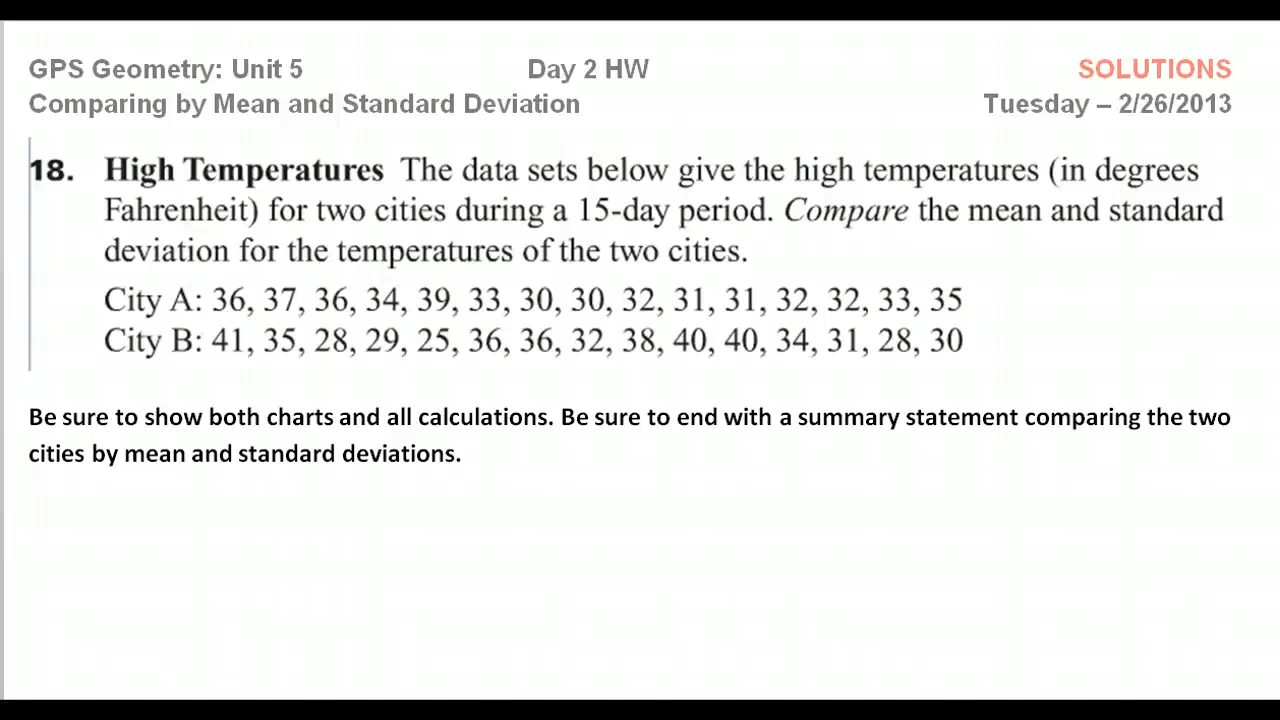 GPS Geometry: Unit 5 Day 2 HW SOLUTIONS
Comparing by Mean and Standard Deviation Tuesday – 2/26/2013
18. High Temperatures The data sets below give the high temperatures (in degrees
Fahrenheit) for two cities during a 15-day period. Compare the mean and standard
deviation for the temperatures of the two cities.
City A: 36, 37, 36, 34, 39, 33, 30, 30, 32, 31, 31, 32, 32, 33, 35
City B: 41, 35, 28, 29, 25, 36, 36, 32, 38, 40, 40, 34, 31, 28, 30
Be sure to show both charts and all calculations. Be sure to end with a summary statement comparing the two
cities by mean and standard deviations.